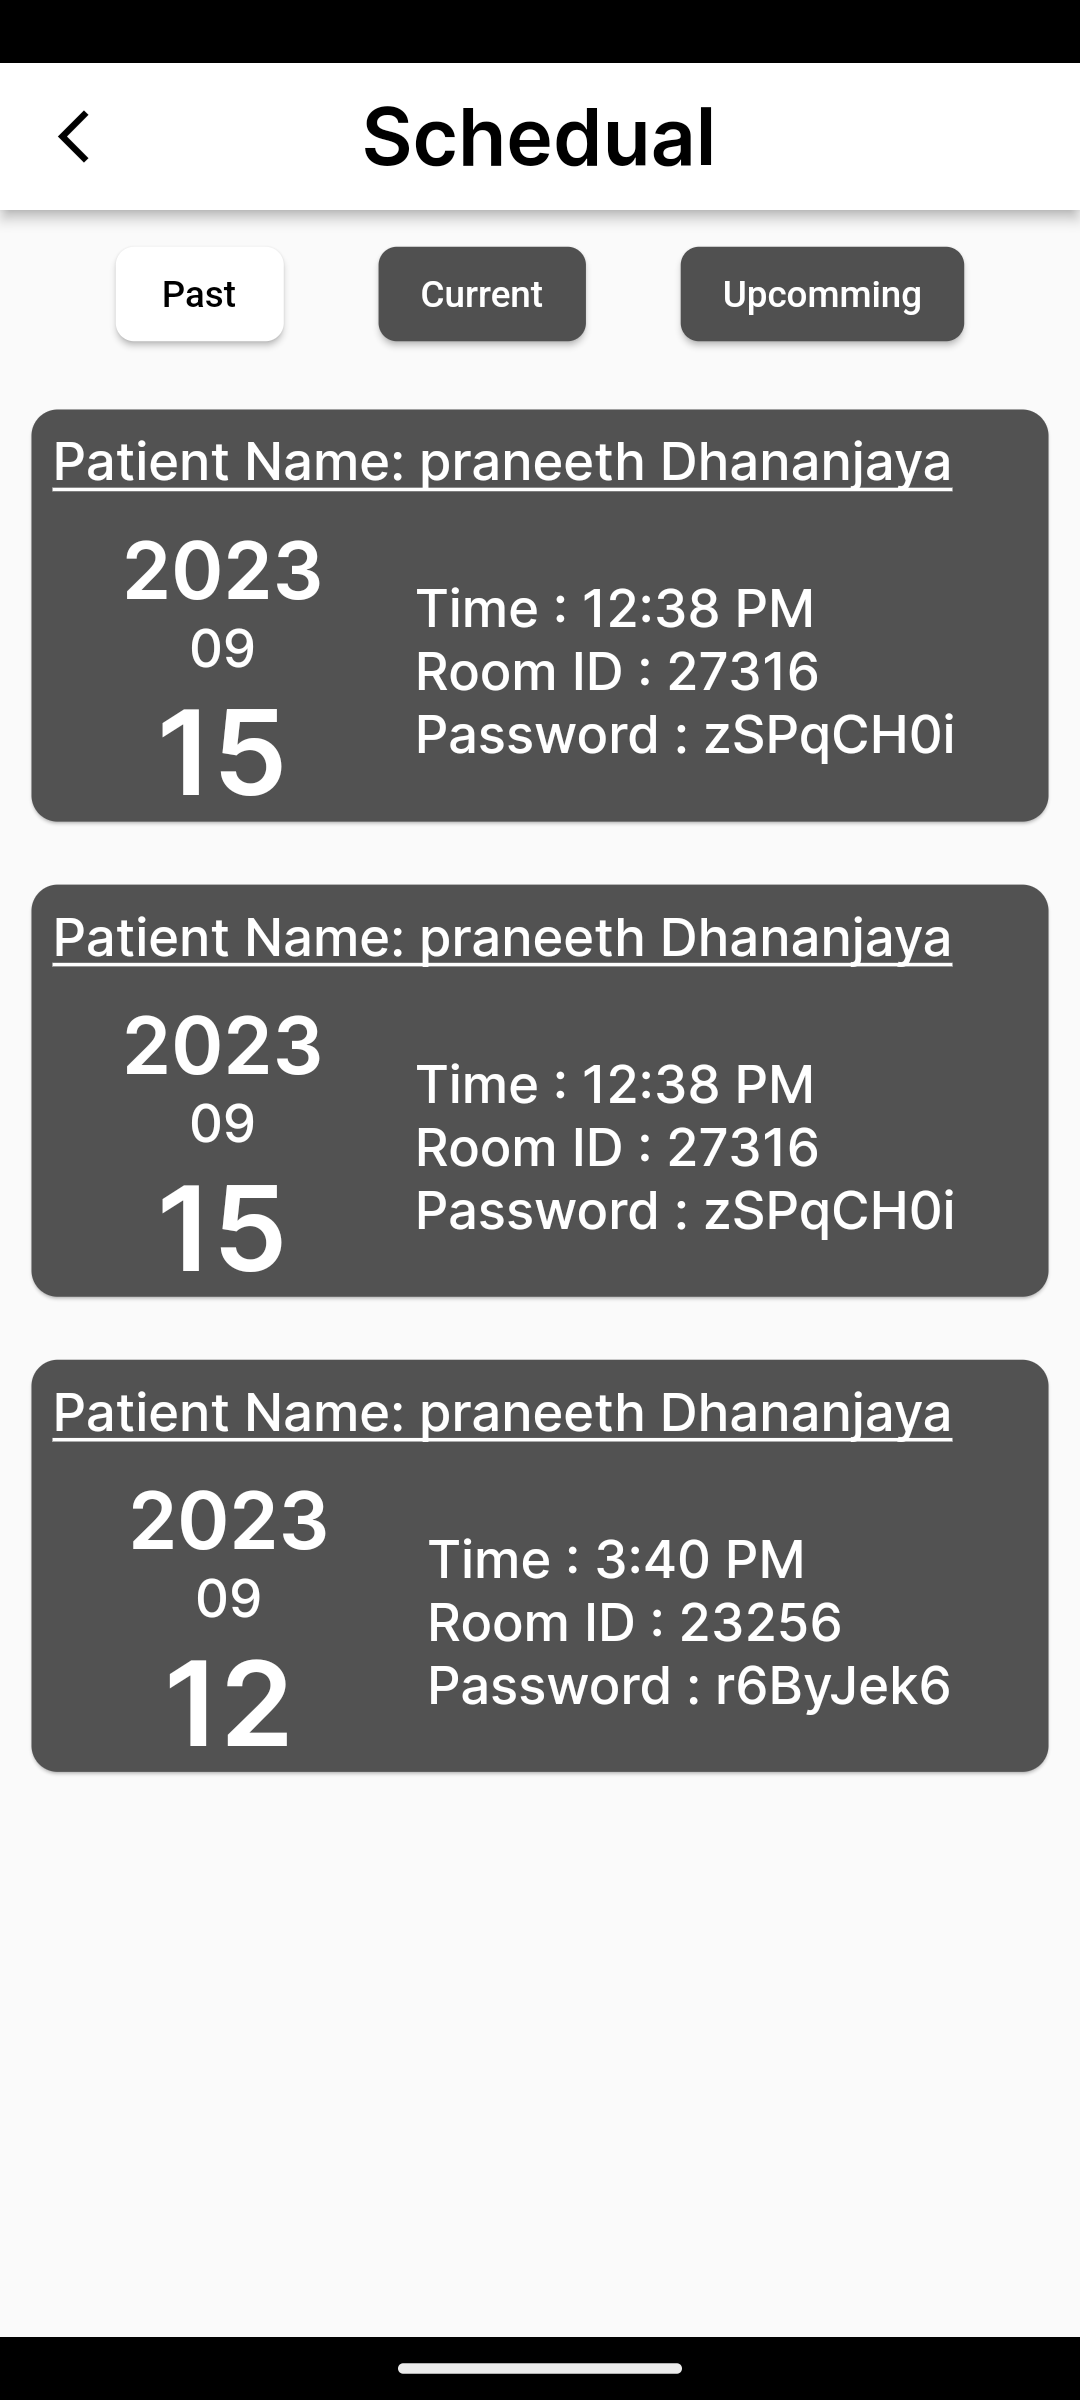 Schedual
Past
Current
Upcomming
Patient Name: praneeth Dhananjaya
2023
09
15
Time : 12:38 PM
Room ID : 27316
Password : zSPqCH0i
Patient Name: praneeth Dhananjaya
2023
09
15
Time : 12:38 PM
Room ID : 27316
Password : zSPqCH0i
Patient Name: praneeth Dhananjaya
2023
09
12
Time : 3:40 PM
Room ID : 23256
Password : r6ByJek6